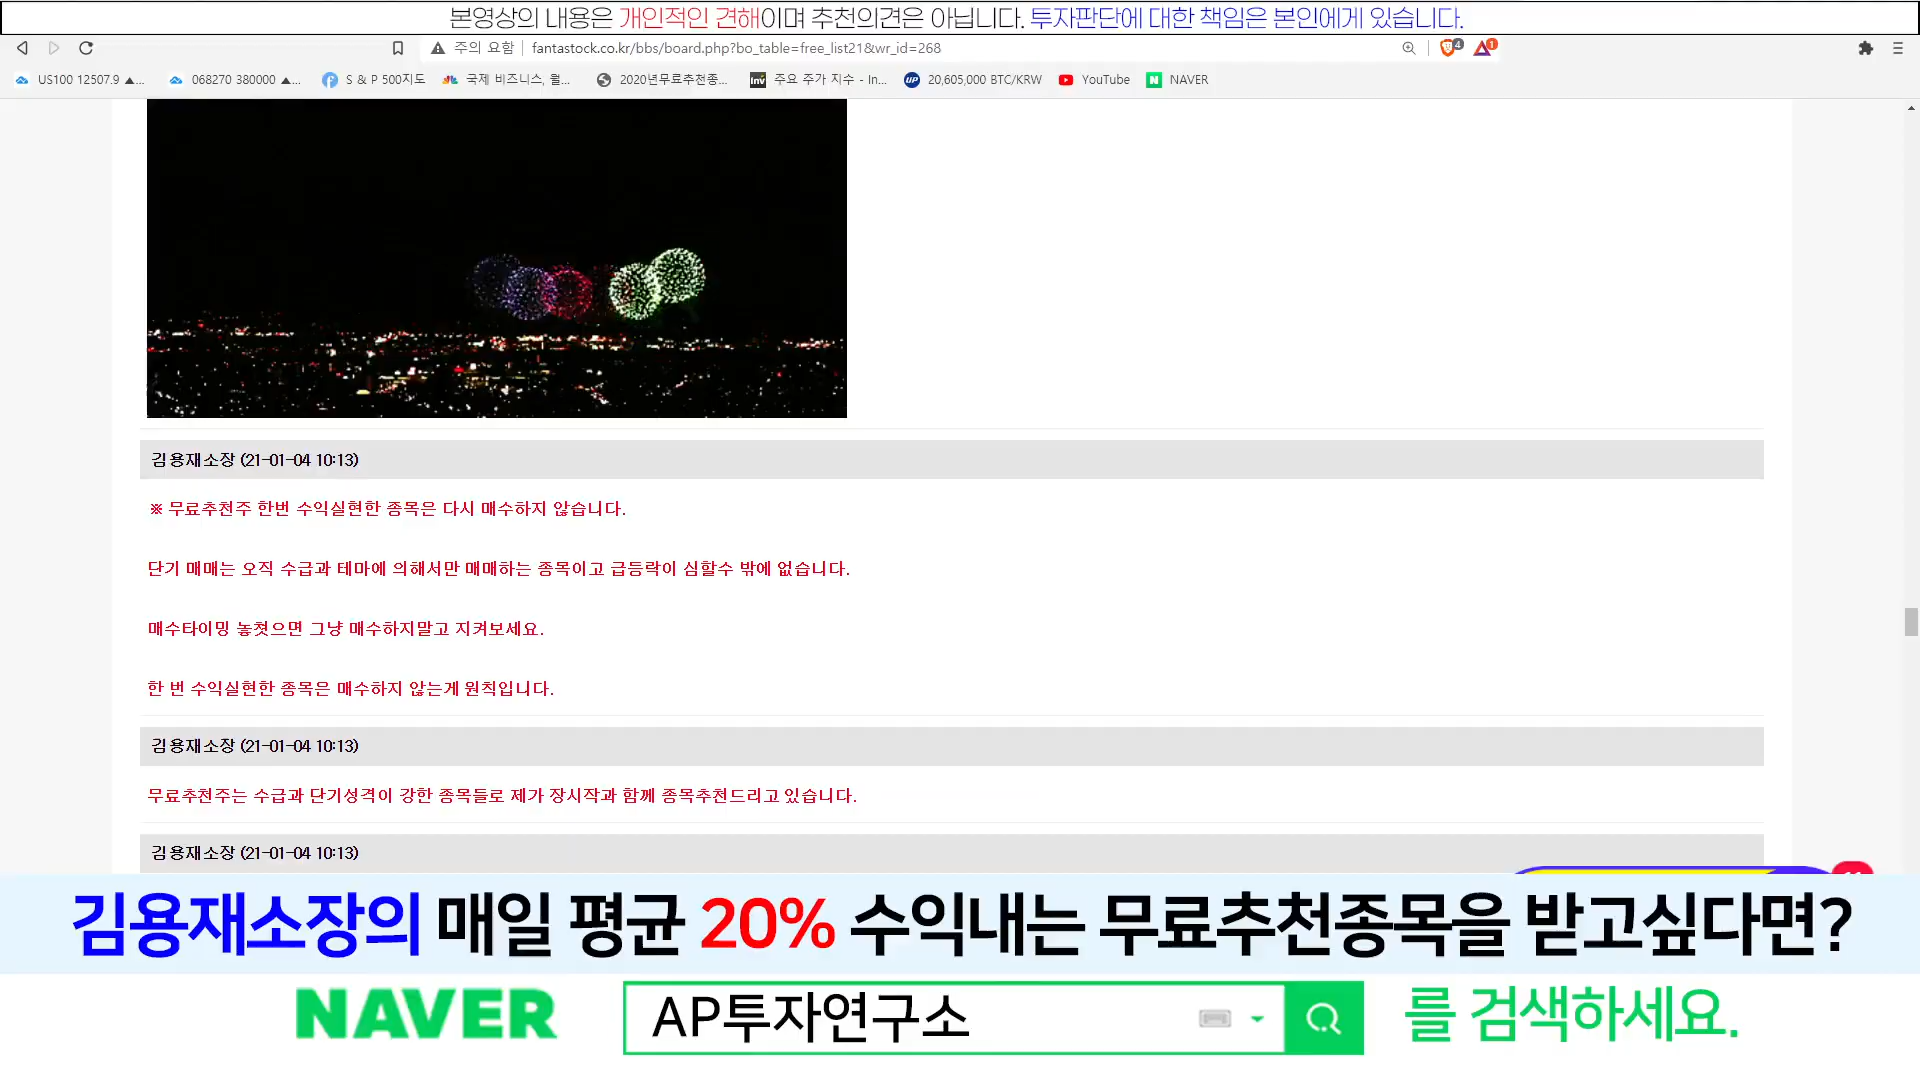 본영상의 내용은 개인적인 견해이며 추천의견은 아닙니다. 투자판단에 대한 책임은 본인에게 있습니다.
주의 요함 fantastock.co.kr/bbs/board.php?bo_table=free_list21&wr_id=268 4 1
US100 12507.9 ▲... 068270 380000 ▲... S & P 500지도 국제 비즈니스, 월... 2020년무료추천종... Inv 주요 주가 지수 - In... UP 20,605,000 BTC/KRW YouTube N NAVER
김용재소장 (21-01-04 10:13)
※ 무료추천주 한번 수익실현한 종목은 다시 매수하지 않습니다.
단기 매매는 오직 수급과 테마에 의해서만 매매하는 종목이고 급등락이 심할수 밖에 없습니다.
매수타이밍 놓쳤으면 그냥 매수하지말고 지켜보세요.
한 번 수익실현한 종목은 매수하지 않는게 원칙입니다.
김용재소장 (21-01-04 10:13)
무료추천주는 수급과 단기성격이 강한 종목들로 제가 장시작과 함께 종목추천드리고 있습니다.
김용재소장 (21-01-04 10:13)
김용재소장의 매일 평균 20% 수익내는 무료추천종목을 받고싶다면?
NAVER AP투자연구소 를 검색하세요.